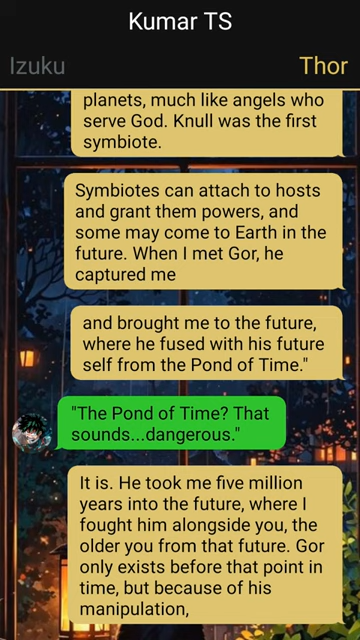 Kumar TS
Izuku
Thor
planets, much like angels who
serve God. Knull was the first
symbiote.
Symbiotes can attach to hosts
and grant them powers, and
some may come to Earth in the
future. When I met Gor, he
captured me
and brought me to the future,
where he fused with his future
self from the Pond of Time."
"The Pond of Time? That
sounds...dangerous."
It is. He took me five million
years into the future, where I
fought him alongside you, the
older you from that future. Gor
only exists before that point in
time, but because of his
manipulation,